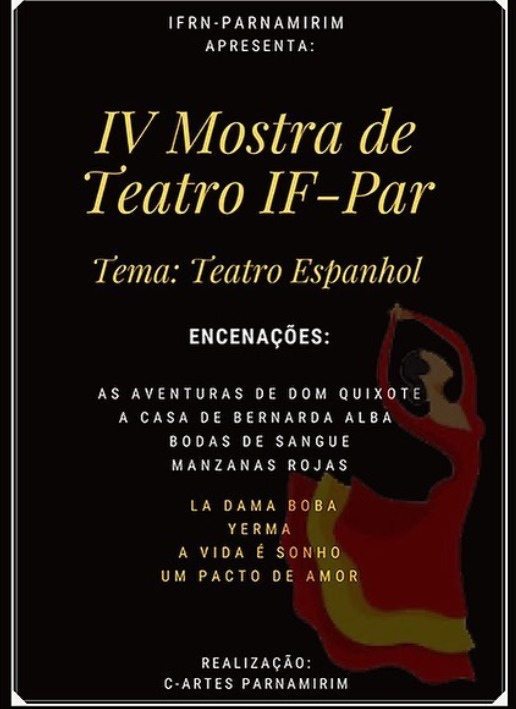 IFRN-PARNAMIRIM
APRESENTA:
IV Mostra de
Teatro IF-Par
Tema: Teatro Espanhol
ENCENAÇÕES:
AS AVENTURAS DE DOM QUIXOTE
A CASA DE BERNARDA ALBA
BODAS DE SANGUE
MANZANAS ROJAS
LA DAMA BOBA
YERMA
A VIDA É SONHO
UM PACTO DE AMOR
REALIZAÇÃO:
C-ARTES PARNAMIRIM